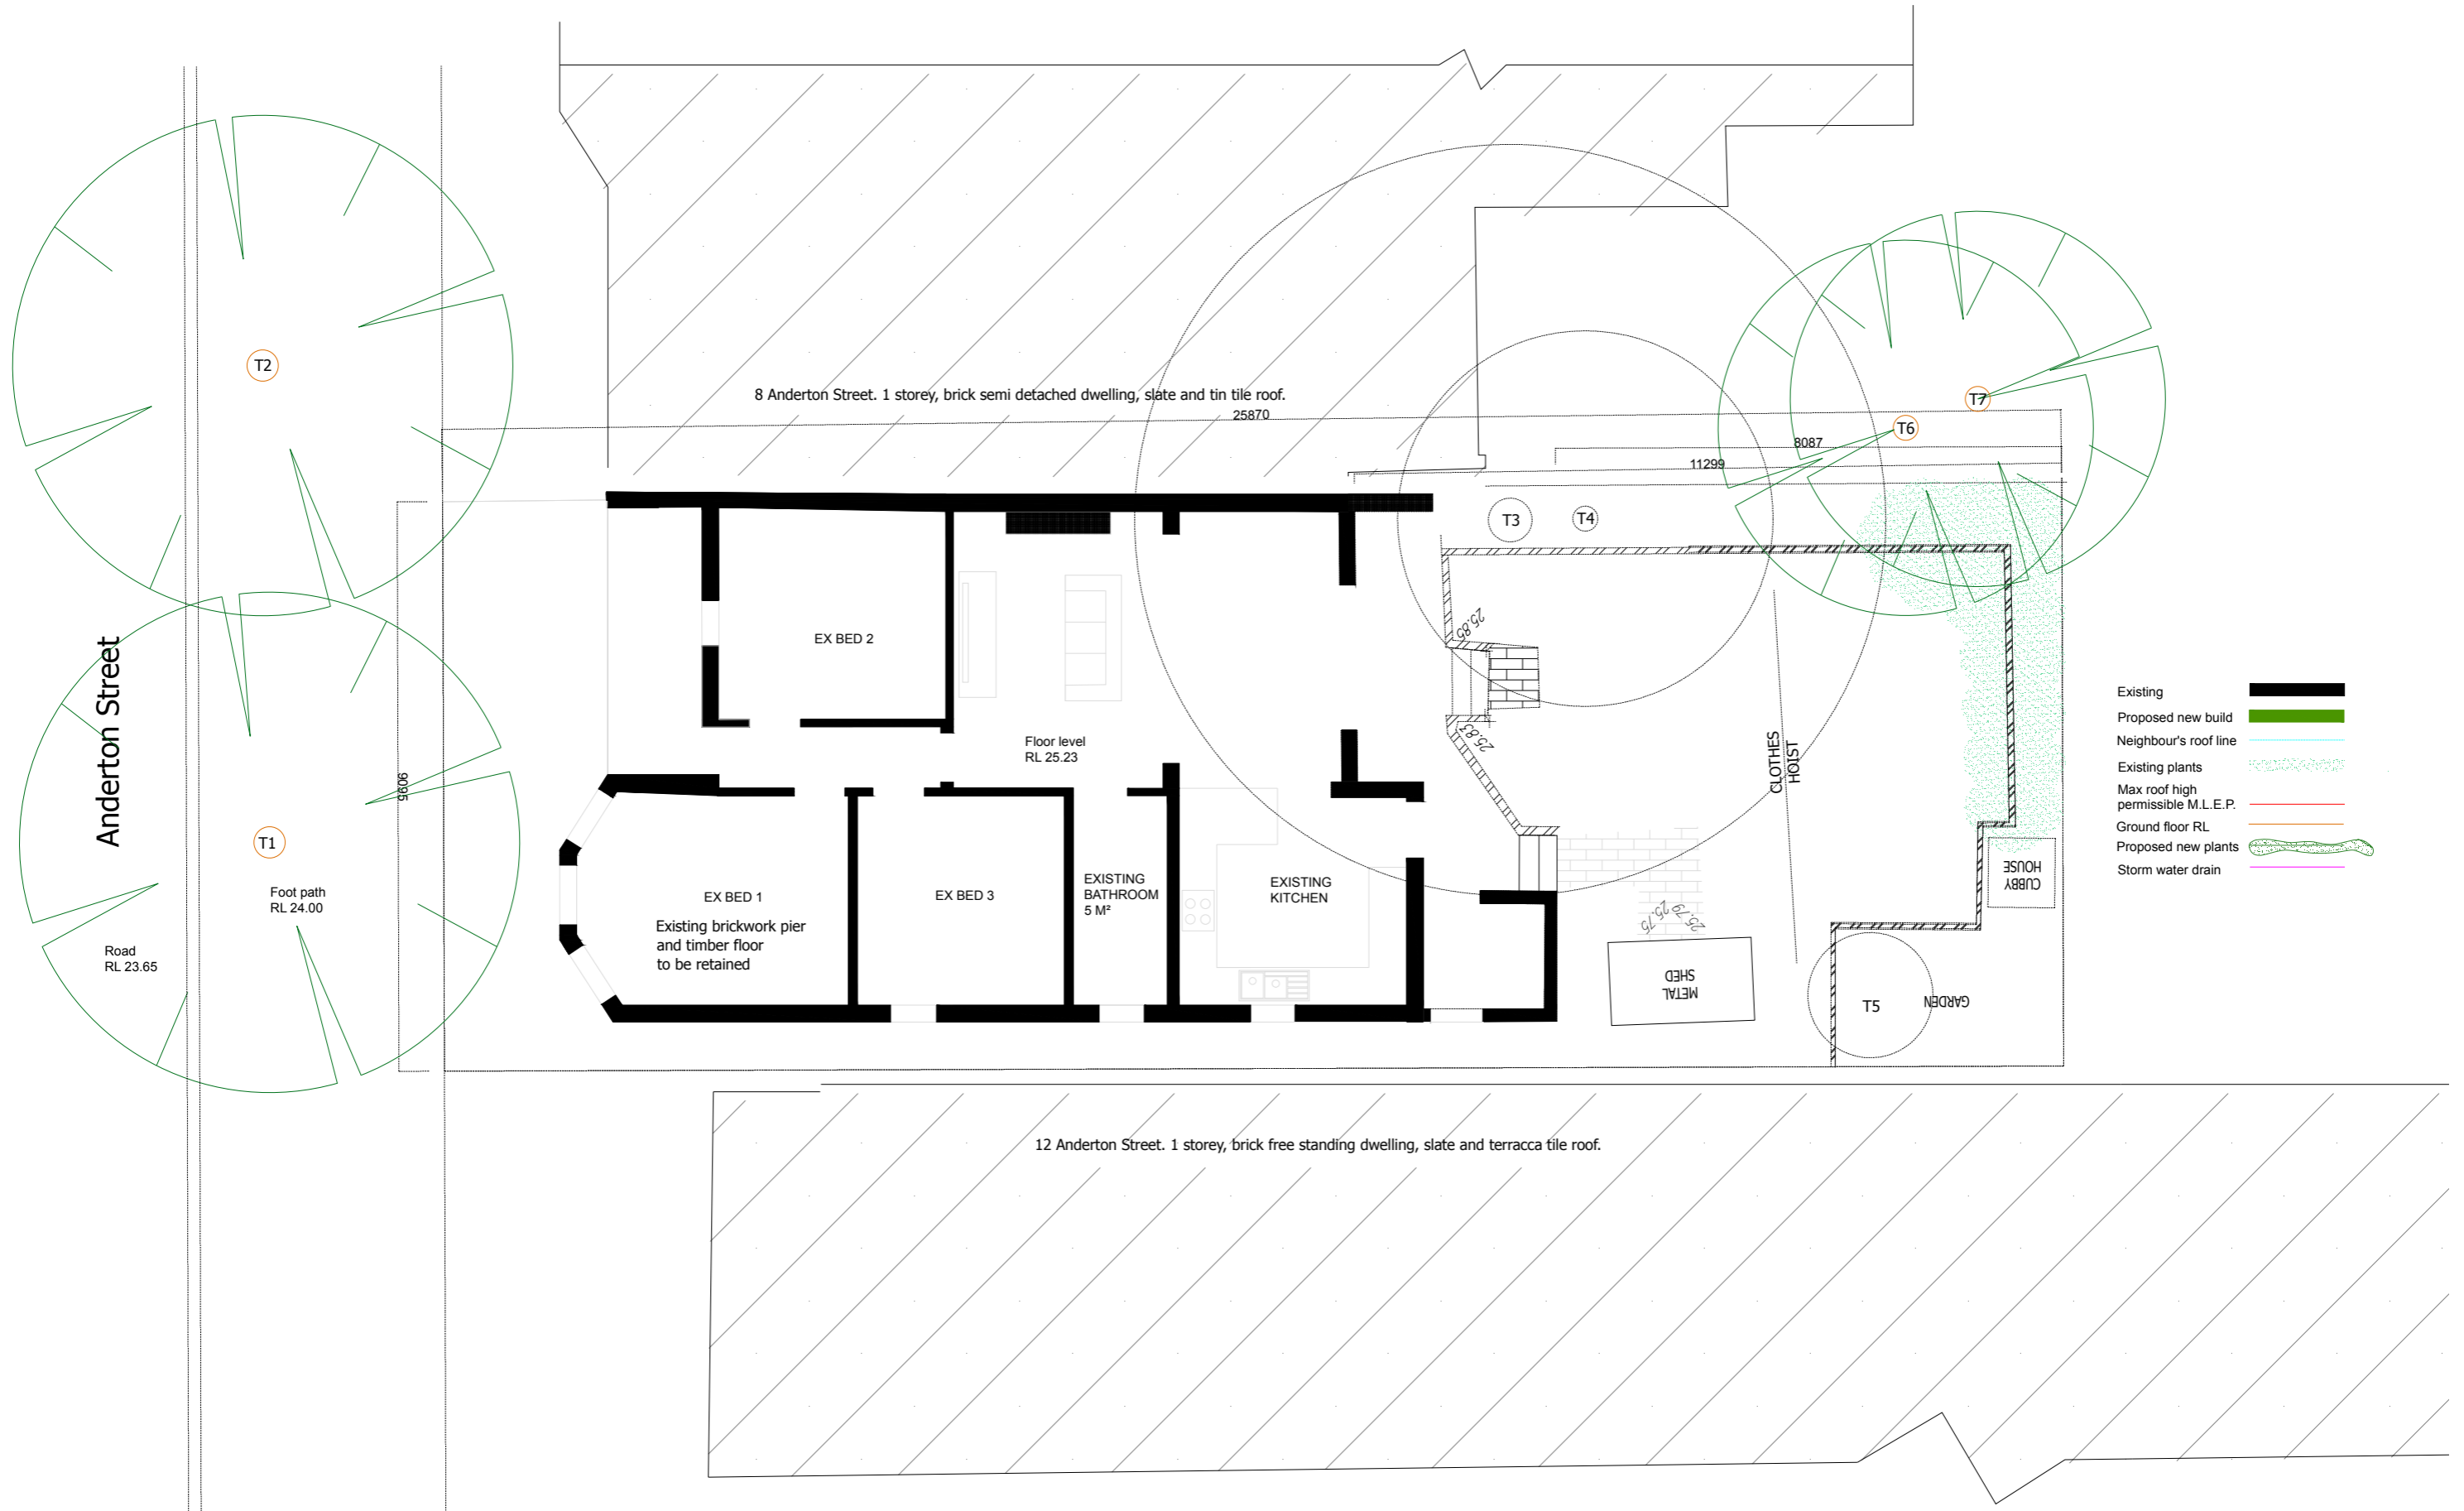 T2
8 Anderton Street. 1 storey, brick semi detached dwelling, slate and tin tile roof.
25870
T7
T6
8087
11299
T3
T4
25.85
EX BED 2
Anderton Street
Floor level
RL 25.23
25.83
CLOTHES
HOIST
9095
T1
Foot path
RL 24.00
Road
RL 23.65
EX BED 1
Existing brickwork pier
and timber floor
to be retained
EX BED 3
EXISTING
BATHROOM
5 M²
EXISTING
KITCHEN
25.75
25.79
METAL
SHED
CUBBY
HOUSE
T5
GARDEN
Existing
Proposed new build
Neighbour's roof line
Existing plants
Max roof high
permissible M.L.E.P.
Ground floor RL
Proposed new plants
Storm water drain
12 Anderton Street. 1 storey, brick free standing dwelling, slate and terracca tile roof.